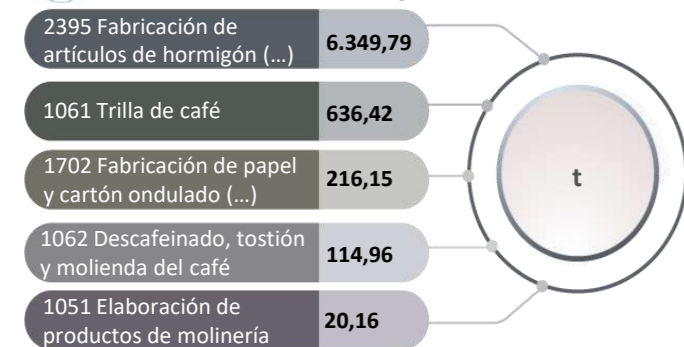 2395 Fabricación de
artículos de hormigón (…)
6.349,79
1061 Trilla de café
636,42
1702 Fabricación de papel
y cartón ondulado (…)
216,15
1062 Descafeinado, tostión
y molienda del café
114,96
1051 Elaboración de
productos de molinería
20,16
t